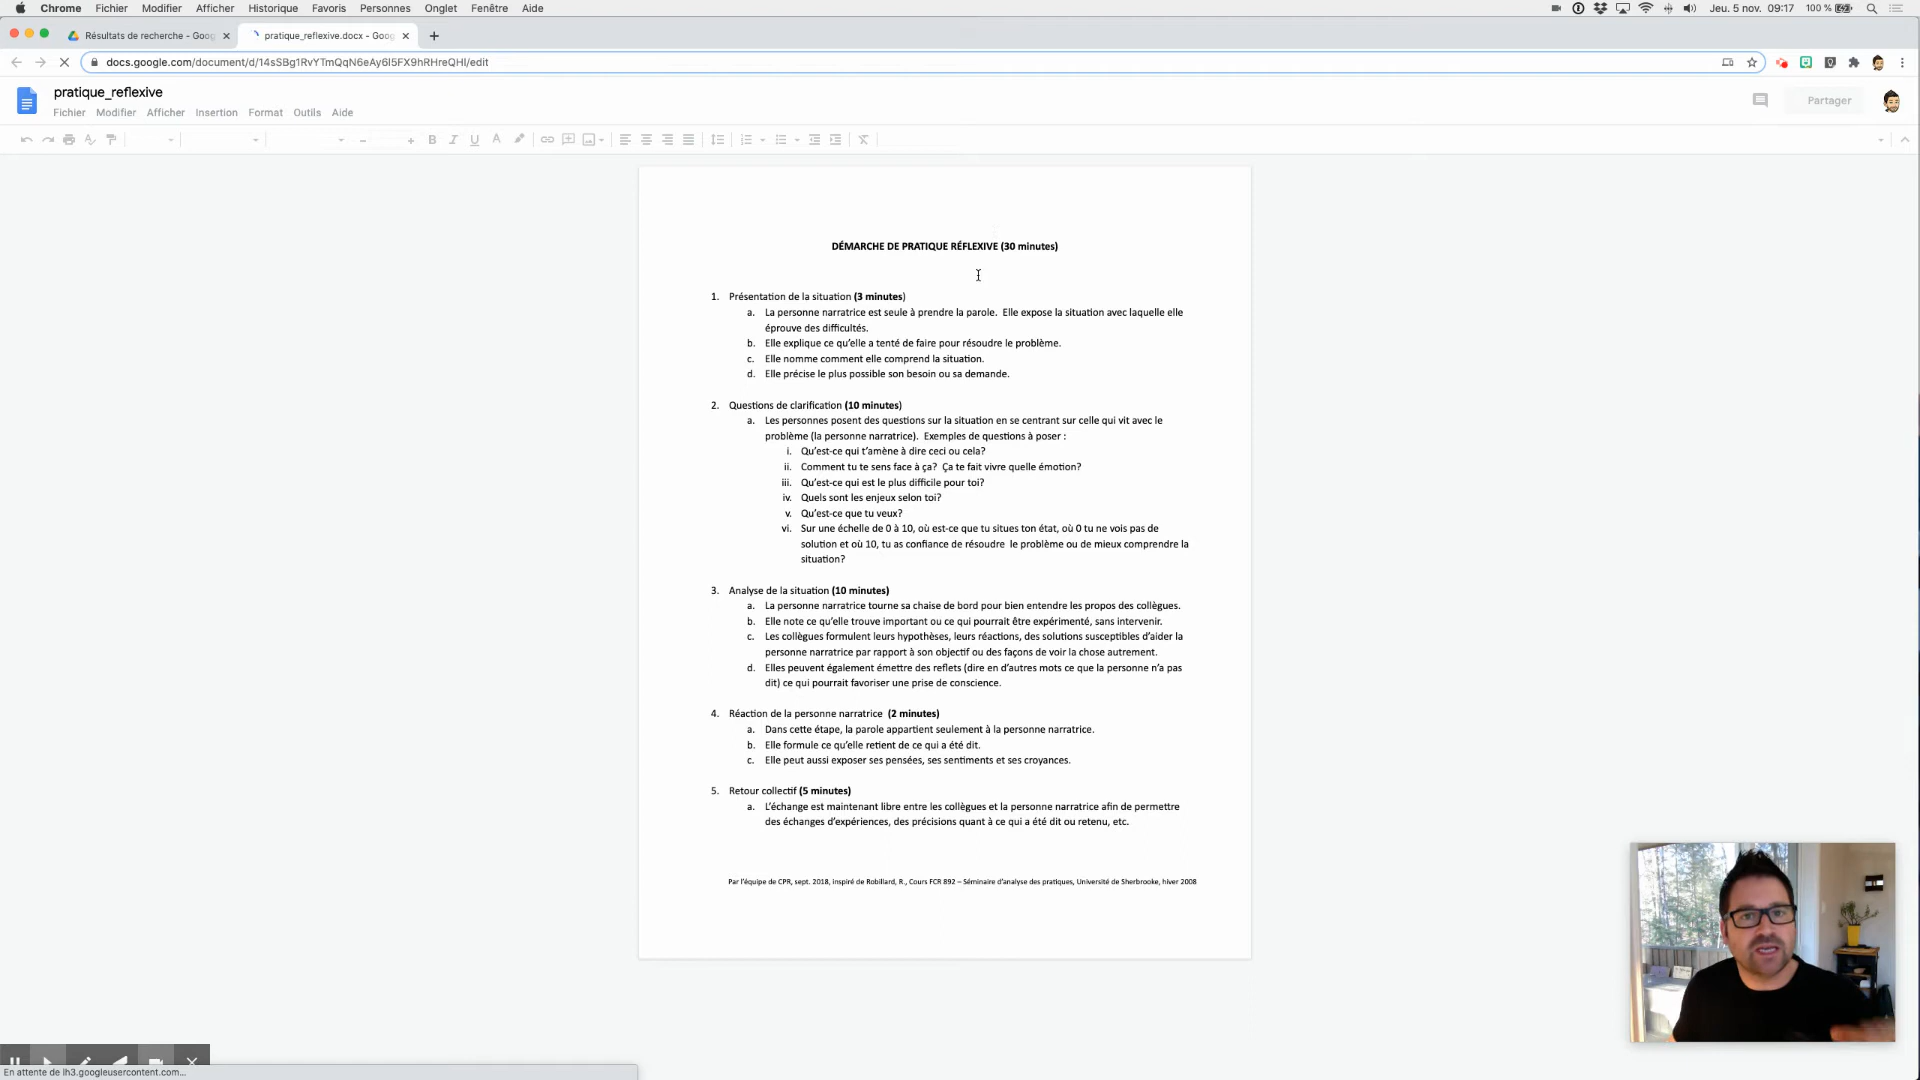 Chrome Fichier Modifier Afficher Historique Favoris Personnes Onglet Fenêtre Aide Jeu. 5 nov. 09:17 100 %
Résultats de recherche - Goog pratique_reflexive.docx - Goog
docs.google.com/document/d/14sSBg1RvYTmQqN6eAy6I5FX9hRHreQHI/edit
pratique_reflexive
Partager
Fichier Modifier Afficher Insertion Format Outils Aide
DÉMARCHE DE PRATIQUE RÉFLEXIVE (30 minutes)
1. Présentation de la situation (3 minutes)
a. La personne narratrice est seule à prendre la parole. Elle expose la situation avec laquelle elle
éprouve des difficultés.
b. Elle explique ce qu'elle a tenté de faire pour résoudre le problème.
c. Elle nomme comment elle comprend la situation.
d. Elle précise le plus possible son besoin ou sa demande.
2. Questions de clarification (10 minutes)
a. Les personnes posent des questions sur la situation en se centrant sur celle qui vit avec le
problème (la personne narratrice). Exemples de questions à poser :
i. Qu'est-ce qui t'amène à dire ceci ou cela?
ii. Comment tu te sens face à ça? Ça te fait vivre quelle émotion?
iii. Qu'est-ce qui est le plus difficile pour toi?
iv. Quels sont les enjeux selon toi?
v. Qu'est-ce que tu veux?
vi. Sur une échelle de 0 à 10, où est-ce que tu situes ton état, où 0 tu ne vois pas de
solution et où 10, tu as confiance de résoudre le problème ou de mieux comprendre la
situation?
3. Analyse de la situation (10 minutes)
a. La personne narratrice tourne sa chaise de bord pour bien entendre les propos des collègues.
b. Elle note ce qu'elle trouve important ou ce qui pourrait être expérimenté, sans intervenir.
c. Les collègues formulent leurs hypothèses, leurs réactions, des solutions susceptibles d'aider la
personne narratrice par rapport à son objectif ou des façons de voir la chose autrement.
d. Elles peuvent également émettre des reflets (dire en d'autres mots ce que la personne n'a pas
dit) ce qui pourrait favoriser une prise de conscience.
4. Réaction de la personne narratrice (2 minutes)
a. Dans cette étape, la parole appartient seulement à la personne narratrice.
b. Elle formule ce qu'elle retient de ce qui a été dit.
c. Elle peut aussi exposer ses pensées, ses sentiments et ses croyances.
5. Retour collectif (5 minutes)
a. L'échange est maintenant libre entre les collègues et la personne narratrice afin de permettre
des échanges d'expériences, des précisions quant à ce qui a été dit ou retenu, etc.
Par l'équipe de CPR, sept. 2018, inspiré de Robillard, R., Cours FCR 892 – Séminaire d'analyse des pratiques, Université de Sherbrooke, hiver 2008
En attente de lh3.googleusercontent.com...